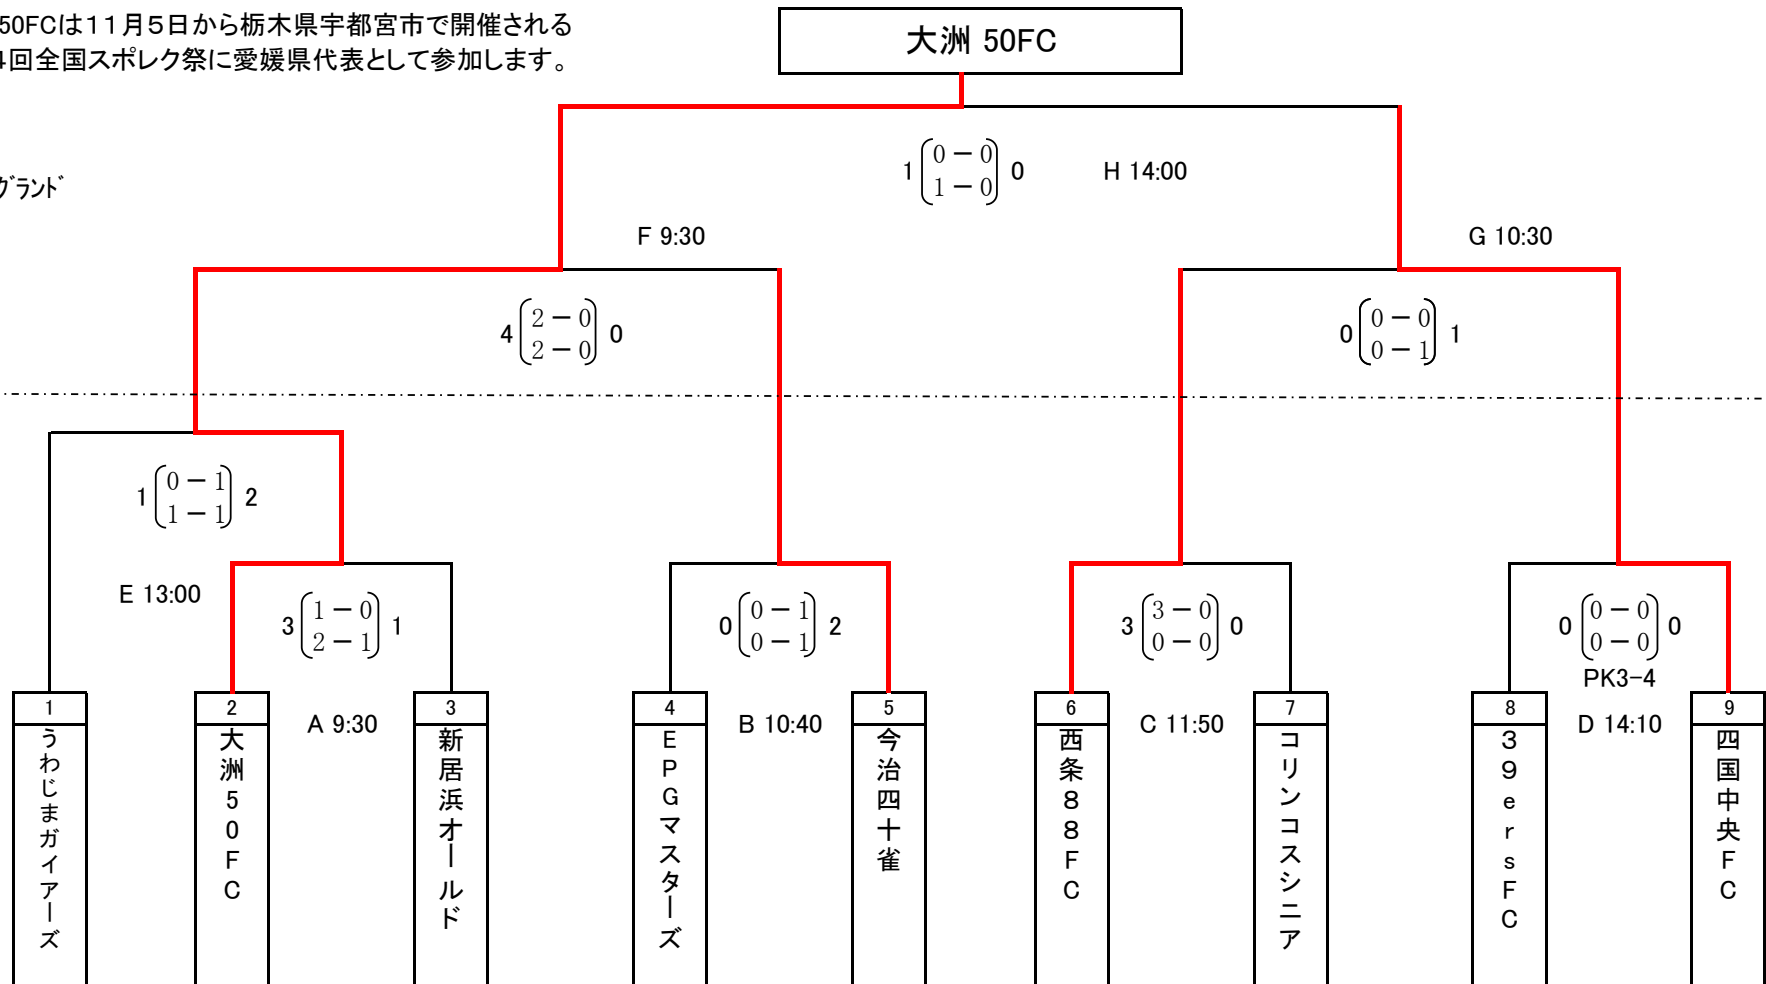 50FCは11月5日から栃木県宇都宮市で開催される
4回全国スポレク祭に愛媛県代表として参加します。
大洲 50FC
グランド
1 0 - 0 0
1 - 0
H 14:00
F 9:30
G 10:30
4 2 - 0 0
2 - 0
0 0 - 0 1
0 - 1
1 0 - 1 2
1 - 1
E 13:00
3 1 - 0 1
2 - 1
0 0 - 1 2
0 - 1
3 3 - 0 0
0 - 0
0 0 - 0 0
0 - 0
PK3-4
A 9:30
B 10:40
C 11:50
D 14:10
1
うわじまガイアーズ
2
大洲50FC
3
新居浜オールド
4
EPGマスターズ
5
今治四十雀
6
西条88FC
7
コリンコスシニア
8
39ersFC
9
四国中央FC